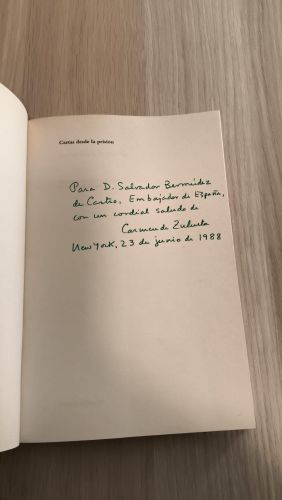 Cartas desde la prisión
Para D. Salvador Bermúdez
de Castro, Embajador de España,
con un cordial saludo de
Carmen de Zulueta
New York, 23 de junio de 1988